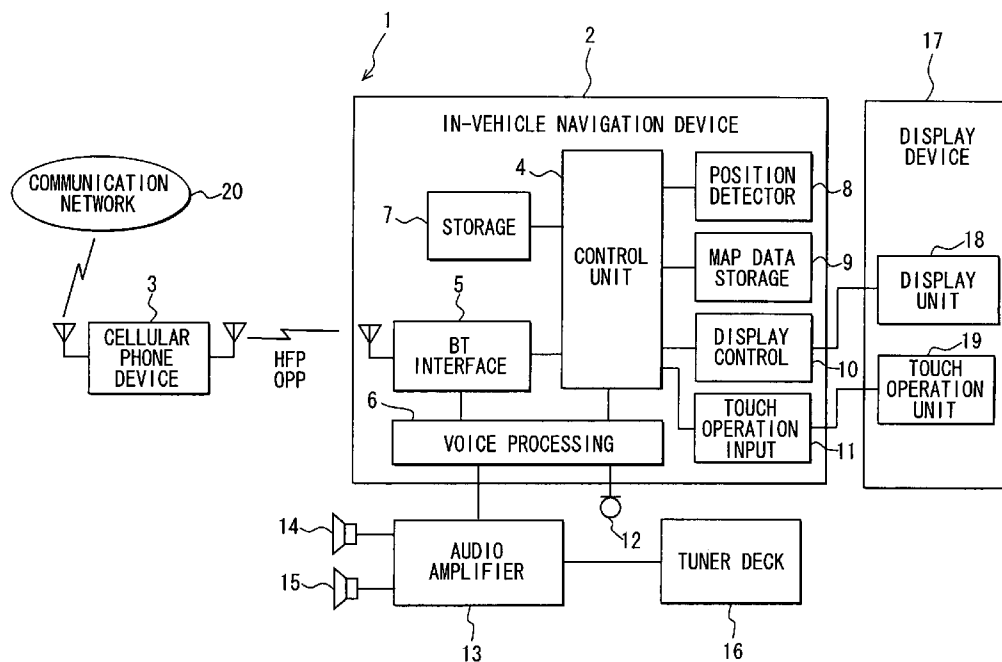 1
2
17
IN-VEHICLE NAVIGATION DEVICE
DISPLAY
DEVICE
COMMUNICATION
NETWORK
20
4
CONTROL
UNIT
POSITION
DETECTOR
8
7
STORAGE
MAP DATA
STORAGE
9
18
DISPLAY
UNIT
3
CELLULAR
PHONE
DEVICE
HFP
OPP
5
BT
INTERFACE
DISPLAY
CONTROL
10
19
TOUCH
OPERATION
UNIT
6
VOICE PROCESSING
TOUCH
OPERATION
INPUT
11
12
14
15
AUDIO
AMPLIFIER
13
TUNER DECK
16